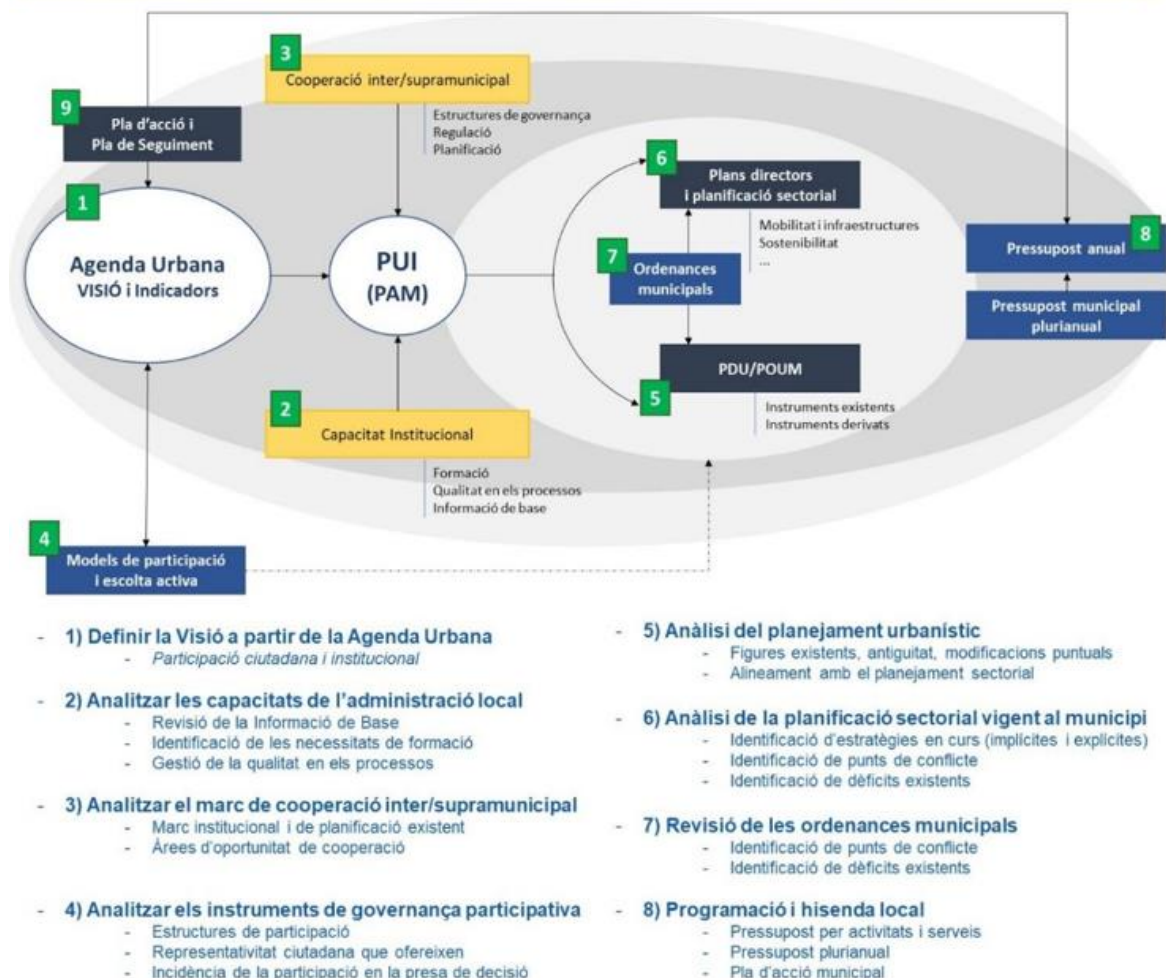 3
Cooperació inter/supramunicipal
Estructures de governança
Regulació
Planificació
9
Pla d'acció i
Pla de Seguiment
1
Agenda Urbana
VISIÓ i Indicadors
PUI
(PAM)
6
Plans directors
i planificació sectorial
Mobilitat i infraestructures
Sostenibilitat
...
7
Ordenances
municipals
8
Pressupost anual
Pressupost municipal
plurianual
PDU/POUM
5
Instruments existents
Instruments derivats
2
Capacitat Institucional
Formació
Qualitat en els processos
Informació de base
4
Models de participació
i escolta activa
- 1) Definir la Visió a partir de la Agenda Urbana
- Participació ciutadana i institucional
- 2) Analitzar les capacitats de l'administració local
- Revisió de la Informació de Base
- Identificació de les necessitats de formació
- Gestió de la qualitat en els processos
- 3) Analitzar el marc de cooperació inter/supramunicipal
- Marc institucional i de planificació existent
- Àrees d'oportunitat de cooperació
- 4) Analitzar els instruments de governança participativa
- Estructures de participació
- Representativitat ciutadana que ofereixen
- Incidència de la participació en la presa de decisió
- 5) Anàlisi del planejament urbanístic
- Figures existents, antiguitat, modificacions puntuals
- Alineament amb el planejament sectorial
- 6) Anàlisi de la planificació sectorial vigent al municipi
- Identificació d'estratègies en curs (implícites i explícites)
- Identificació de punts de conflicte
- Identificació de dèficits existents
- 7) Revisió de les ordenances municipals
- Identificació de punts de conflicte
- Identificació de dèficits existents
- 8) Programació i hisenda local
- Pressupost per activitats i serveis
- Pressupost plurianual
- Pla d'acció municipal